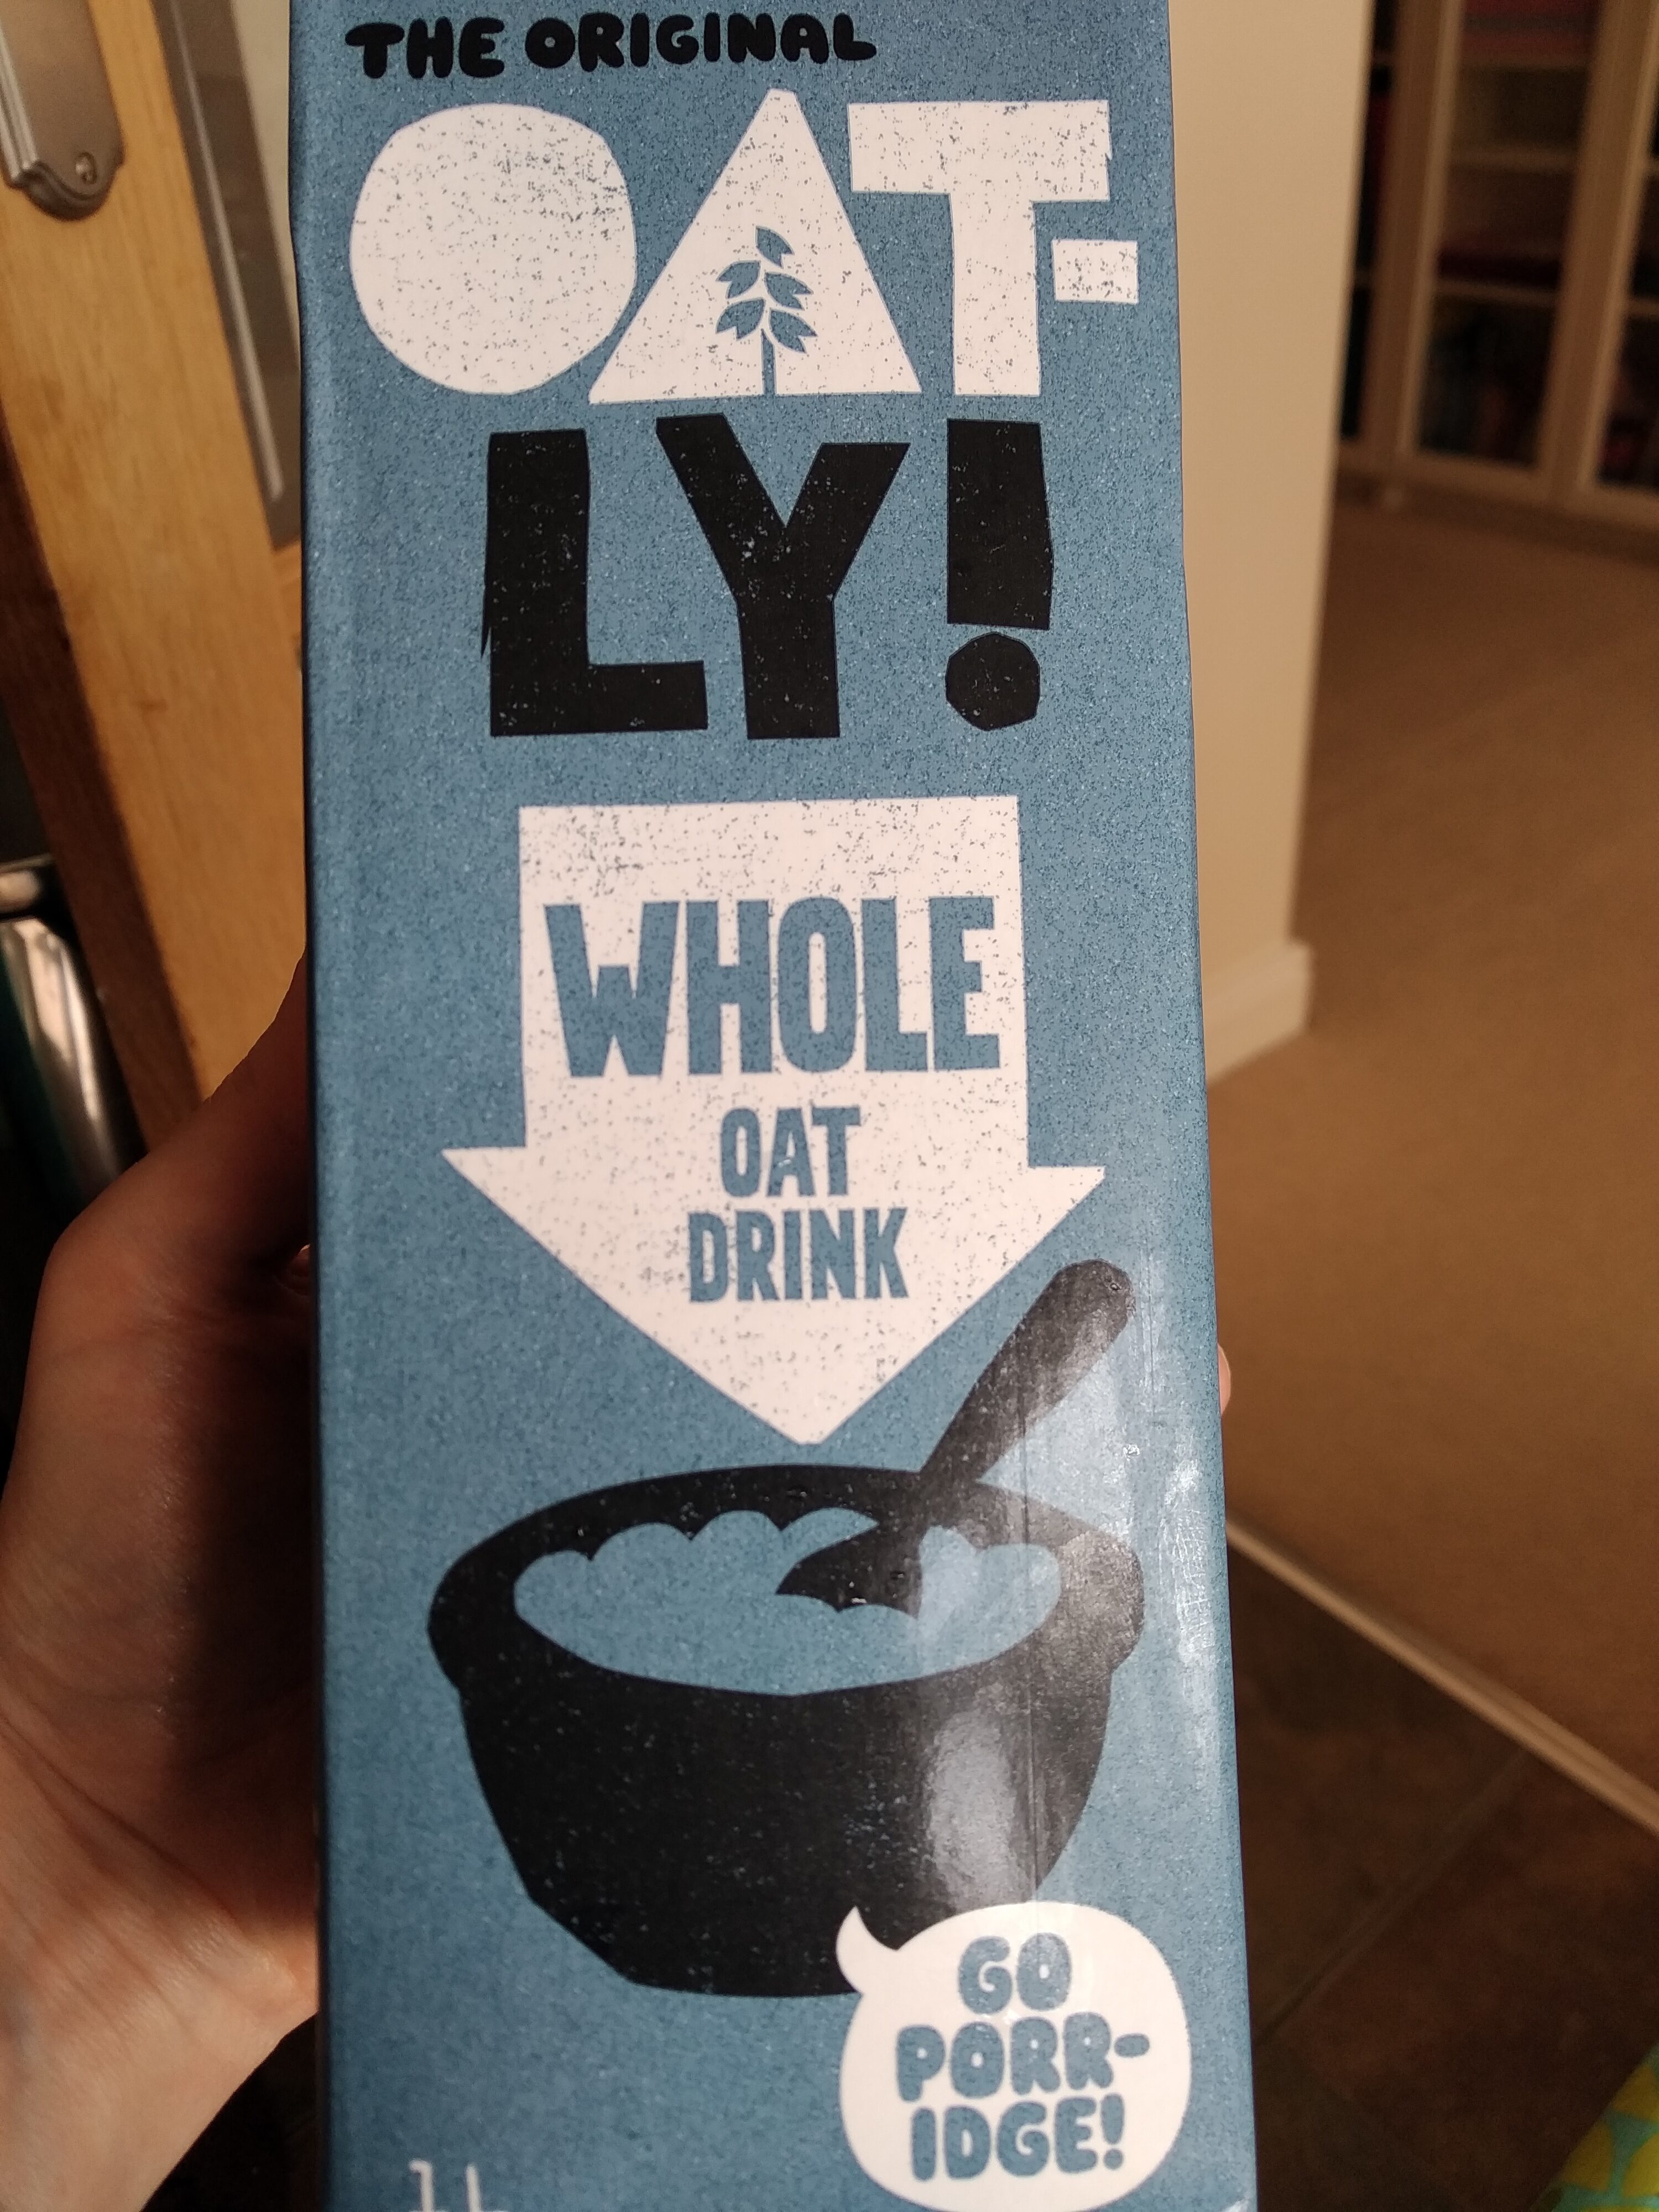 THE ORIGINAL
OAT-
LY!
WHOLE
OAT
DRINK
GO
PORR-
IDGE!